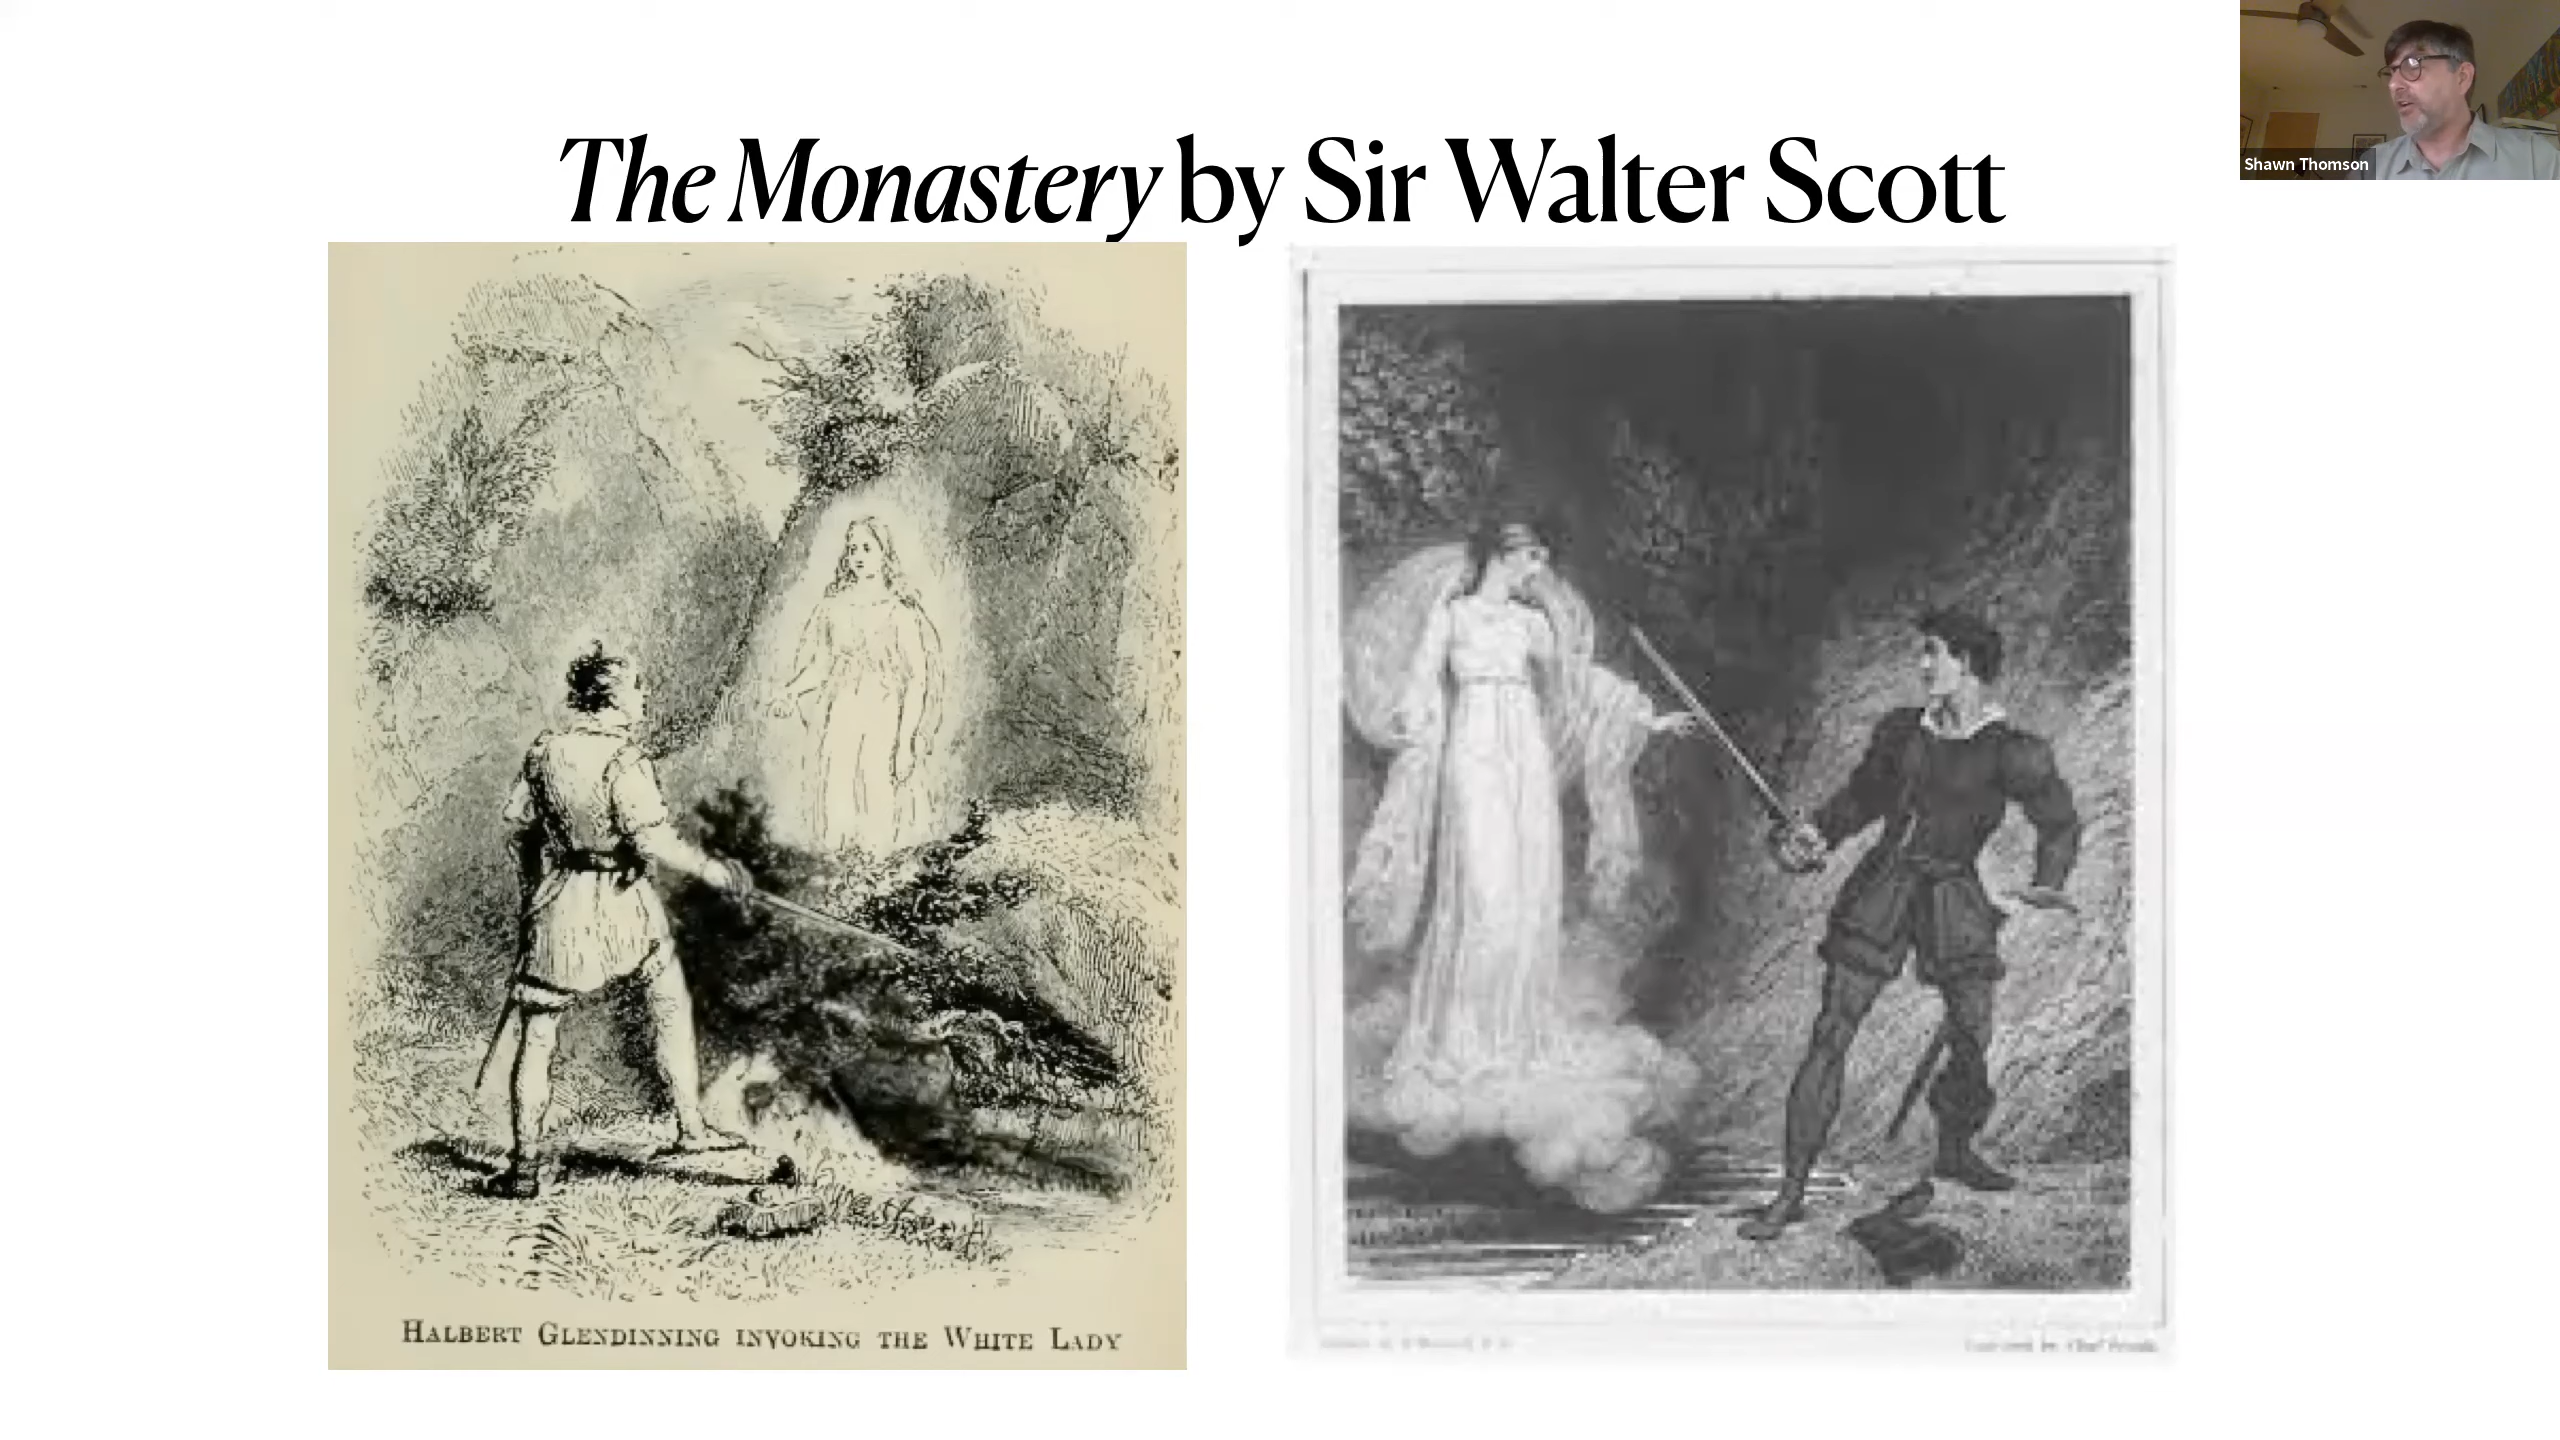 The Monastery by Sir Walter Scott
Shawn Thomson
HALBERT GLENDINNING INVOKING THE WHITE LADY